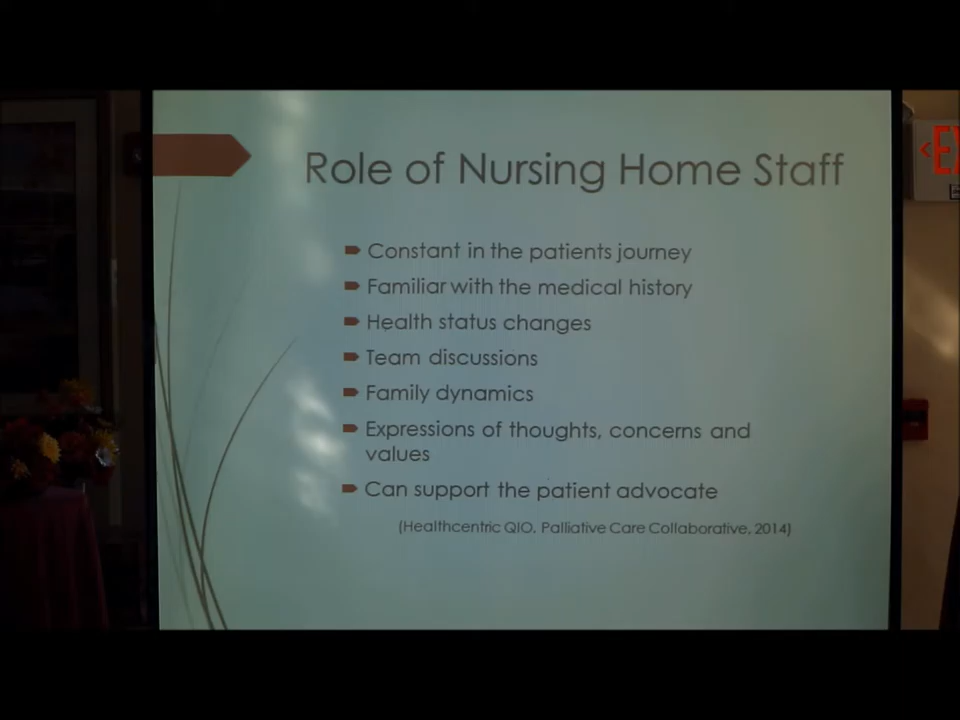 Role of Nursing Home Staff
Constant in the patients journey
Familiar with the medical history
Health status changes
Team discussions
Family dynamics
Expressions of thoughts, concerns and
values
Can support the patient advocate
(Healthcentric QIO, Palliative Care Collaborative, 2014)